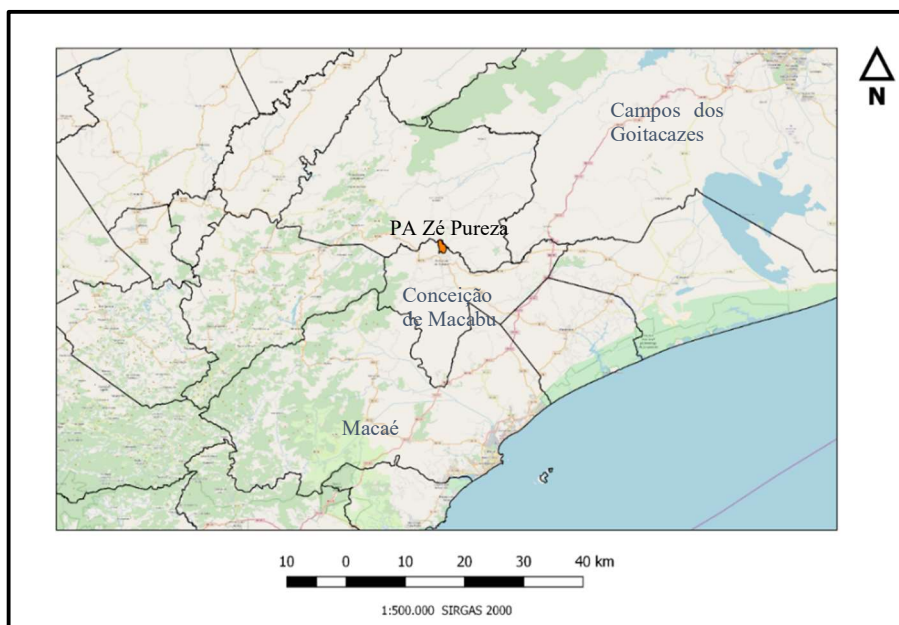 N
Campos dos
Goitacazes
PA Zé Pureza
Conceição
de Macabu
Macaé
10 0 10 20 30 40 km
1:500.000 SIRGAS 2000